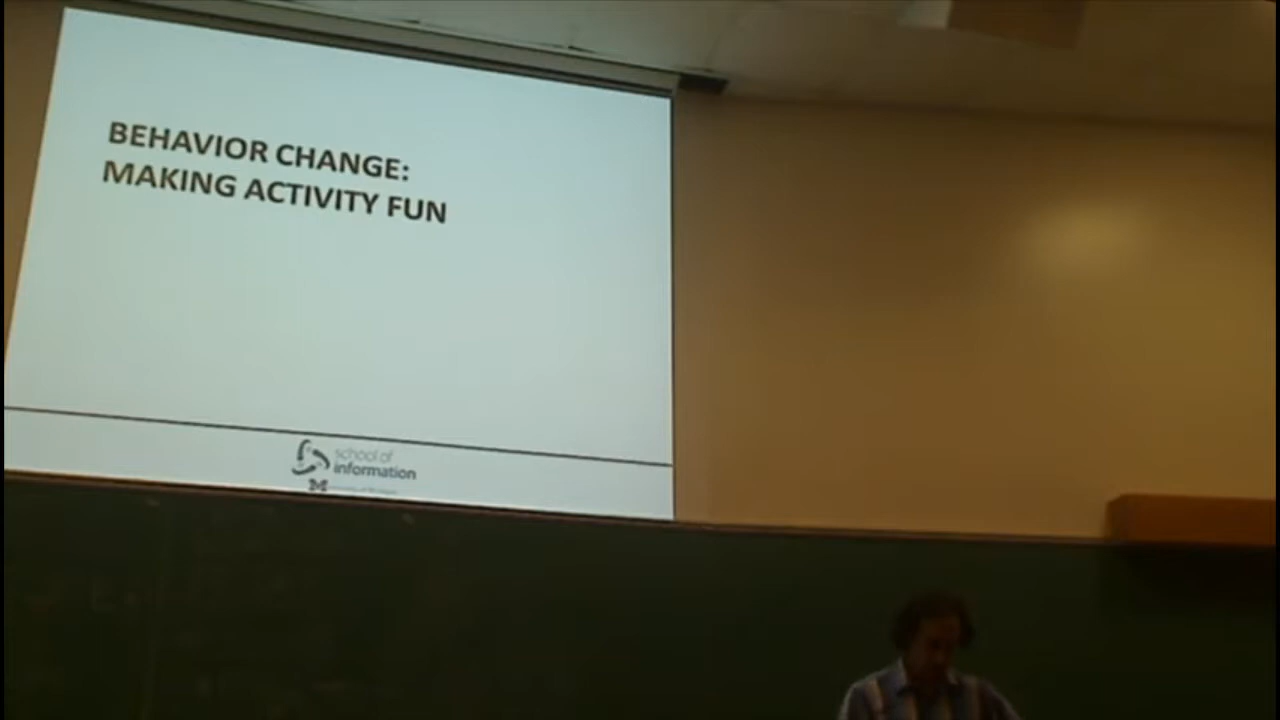 BEHAVIOR CHANGE:
MAKING ACTIVITY FUN
school of
information
M